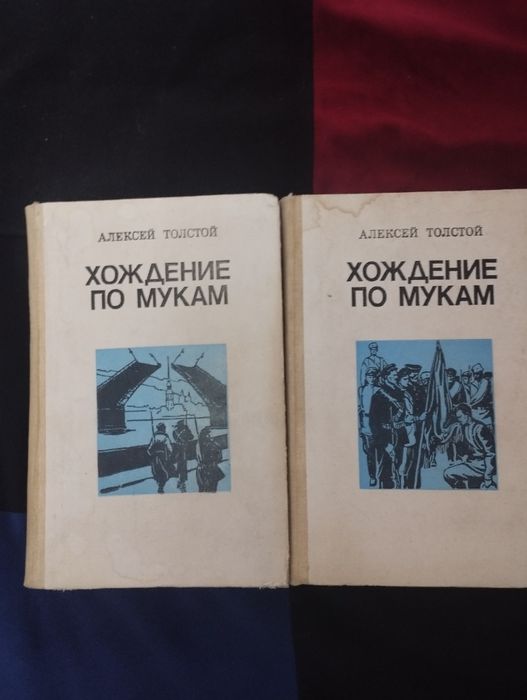 АЛЕКСЕЙ ТОЛСТОЙ
ХОЖДЕНИЕ
ПО МУКАМ
АЛЕКСЕЙ ТОЛСТОЙ
ХОЖДЕНИЕ
ПО МУКАМ